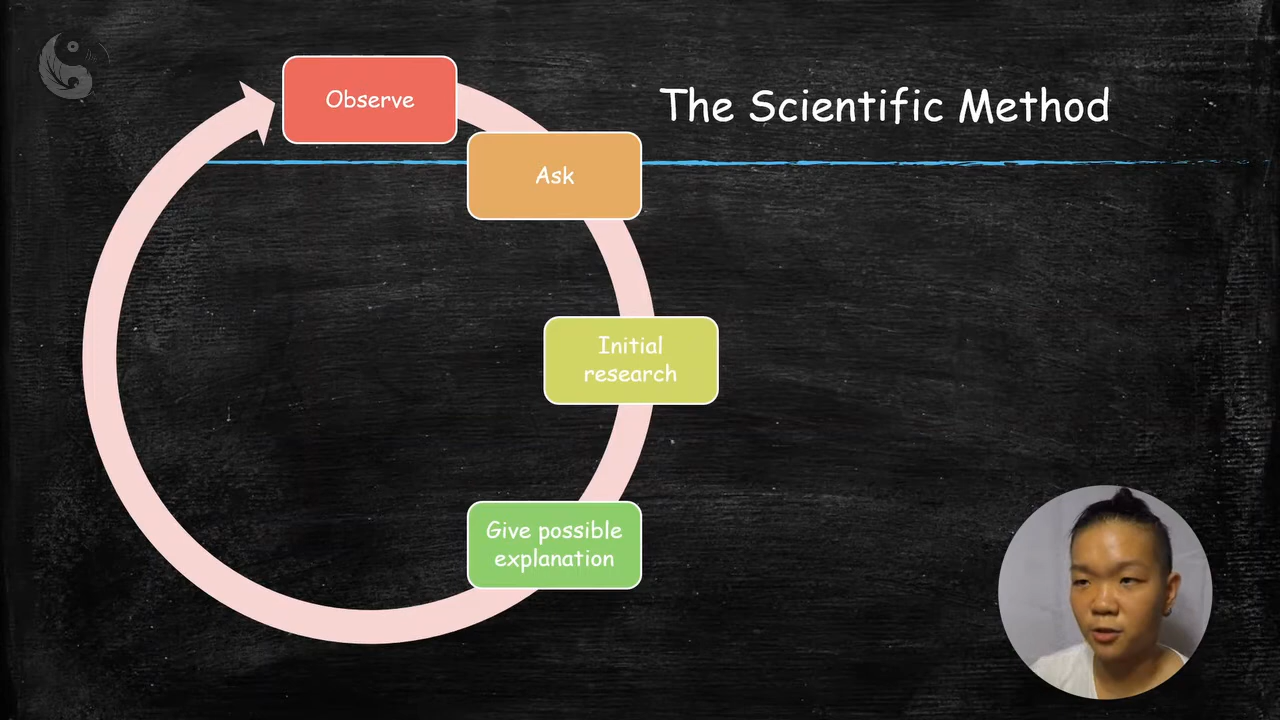 The Scientific Method
Observe
Ask
Initial
research
Give possible
explanation